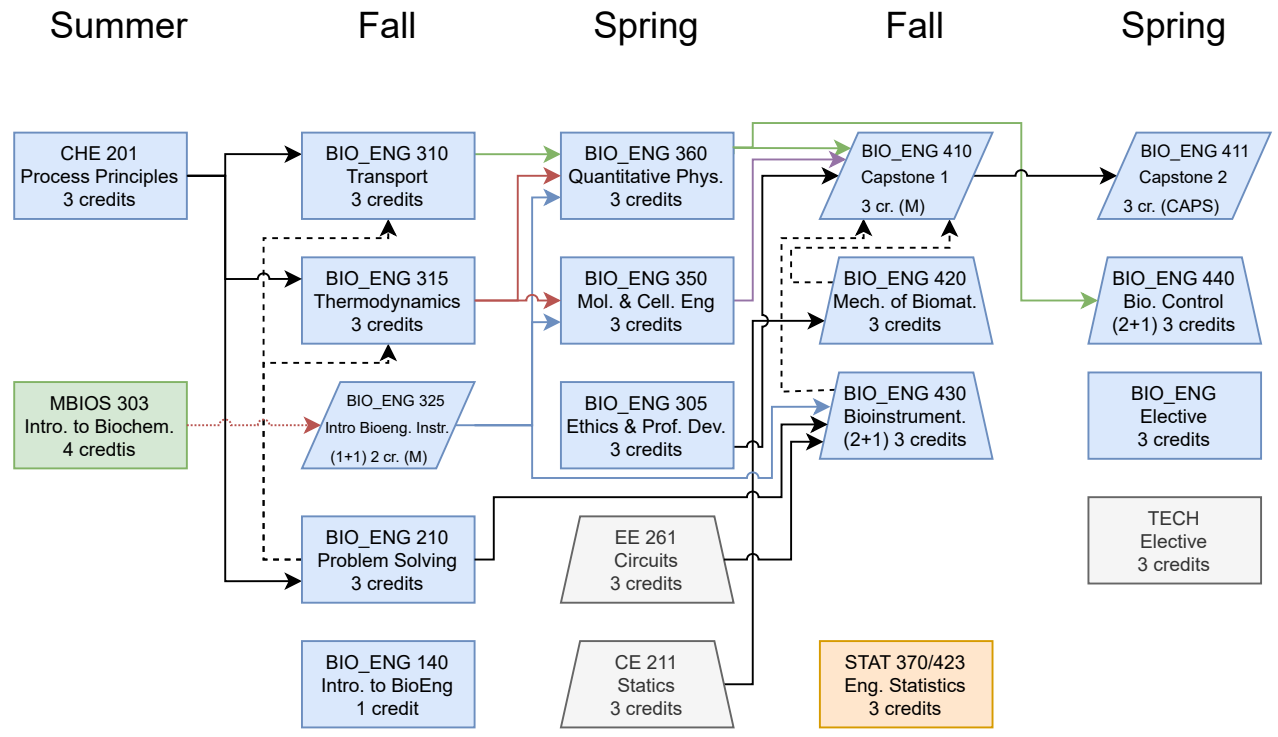 Summer
Fall
Spring
Fall
Spring
CHE 201
Process Principles
3 credits
MBIOS 303
Intro. to Biochem.
4 credtis
BIO_ENG 310
Transport
3 credits
BIO_ENG 315
Thermodynamics
3 credits
BIO_ENG 325
Intro Bioeng. Instr.
(1+1) 2 cr. (M)
BIO_ENG 210
Problem Solving
3 credits
BIO_ENG 140
Intro. to BioEng
1 credit
BIO_ENG 360
Quantitative Phys.
3 credits
BIO_ENG 350
Mol. & Cell. Eng
3 credits
BIO_ENG 305
Ethics & Prof. Dev.
3 credits
EE 261
Circuits
3 credits
CE 211
Statics
3 credits
BIO_ENG 410
Capstone 1
3 cr. (M)
BIO_ENG 420
Mech. of Biomat.
3 credits
BIO_ENG 430
Bioinstrument.
(2+1) 3 credits
STAT 370/423
Eng. Statistics
3 credits
BIO_ENG 411
Capstone 2
3 cr. (CAPS)
BIO_ENG 440
Bio. Control
(2+1) 3 credits
BIO_ENG
Elective
3 credits
TECH
Elective
3 credits